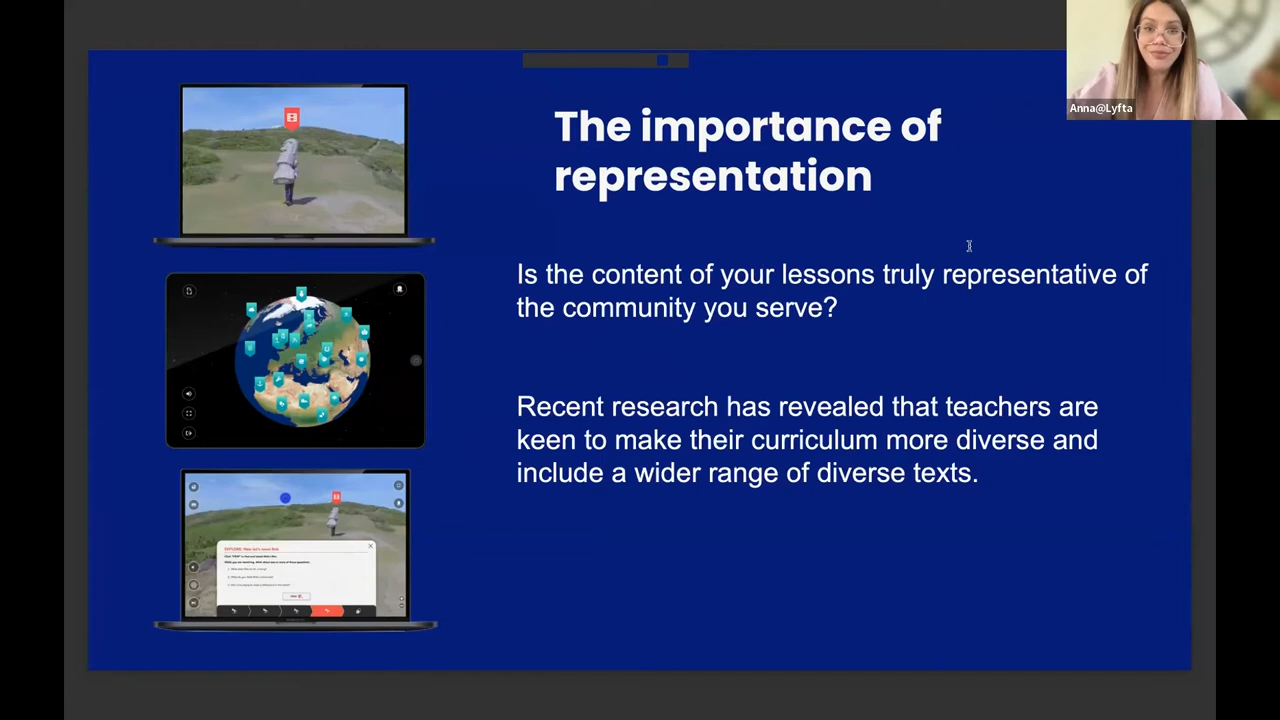 Anna@Lyfta
The importance of
representation
Is the content of your lessons truly representative of
the community you serve?
Recent research has revealed that teachers are
keen to make their curriculum more diverse and
include a wider range of diverse texts.